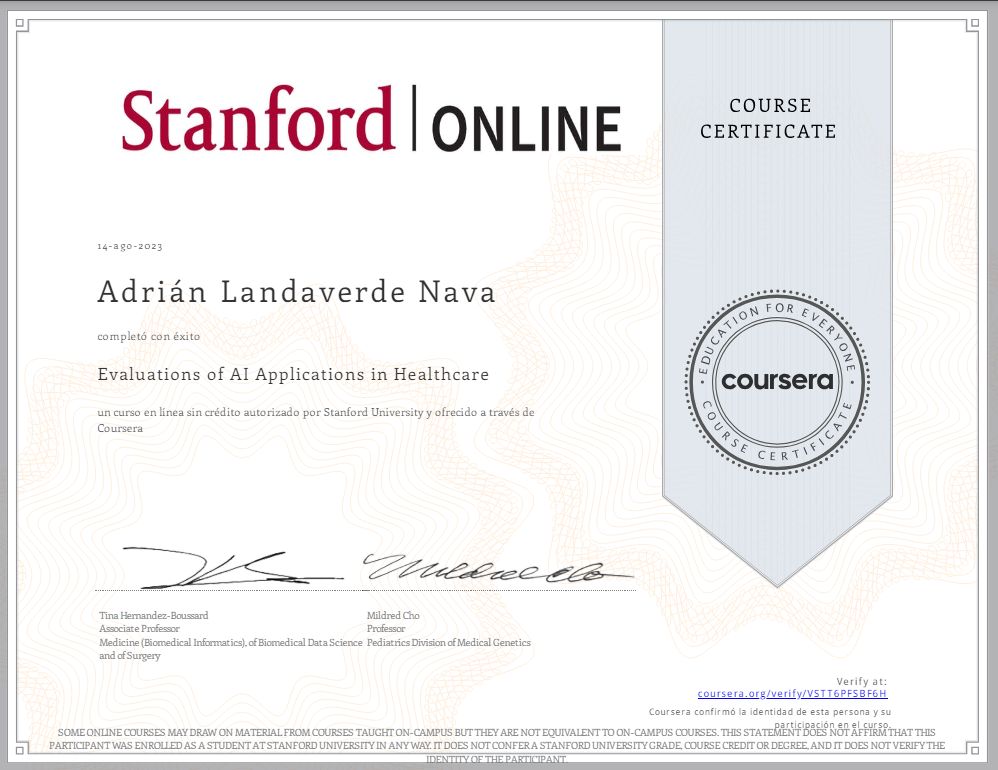 Stanford | ONLINE
COURSE
CERTIFICATE
14-ago-2023
Adrián Landaverde Nava
completó con éxito
Evaluations of AI Applications in Healthcare
un curso en línea sin crédito autorizado por Stanford University y ofrecido a través de
Coursera
EDUCATION FOR EVERYONE
coursera
COURSE CERTIFICATE
Tina Hernandez-Boussard
Associate Professor
Medicine (Biomedical Informatics), of Biomedical Data Science
and of Surgery
Mildred Cho
Professor
Pediatrics Division of Medical Genetics
Verify at:
coursera.org/verify/VSTT6PFSBF6H
Coursera confirmó la identidad de esta persona y su
participación en el curso.
SOME ONLINE COURSES MAY DRAW ON MATERIAL FROM COURSES TAUGHT ON-CAMPUS BUT THEY ARE NOT EQUIVALENT TO ON-CAMPUS COURSES. THIS STATEMENT DOES NOT AFFIRM THAT THIS
PARTICIPANT WAS ENROLLED AS A STUDENT AT STANFORD UNIVERSITY IN ANY WAY. IT DOES NOT CONFER A STANFORD UNIVERSITY GRADE, COURSE CREDIT OR DEGREE, AND IT DOES NOT VERIFY THE
IDENTITY OF THE PARTICIPANT.